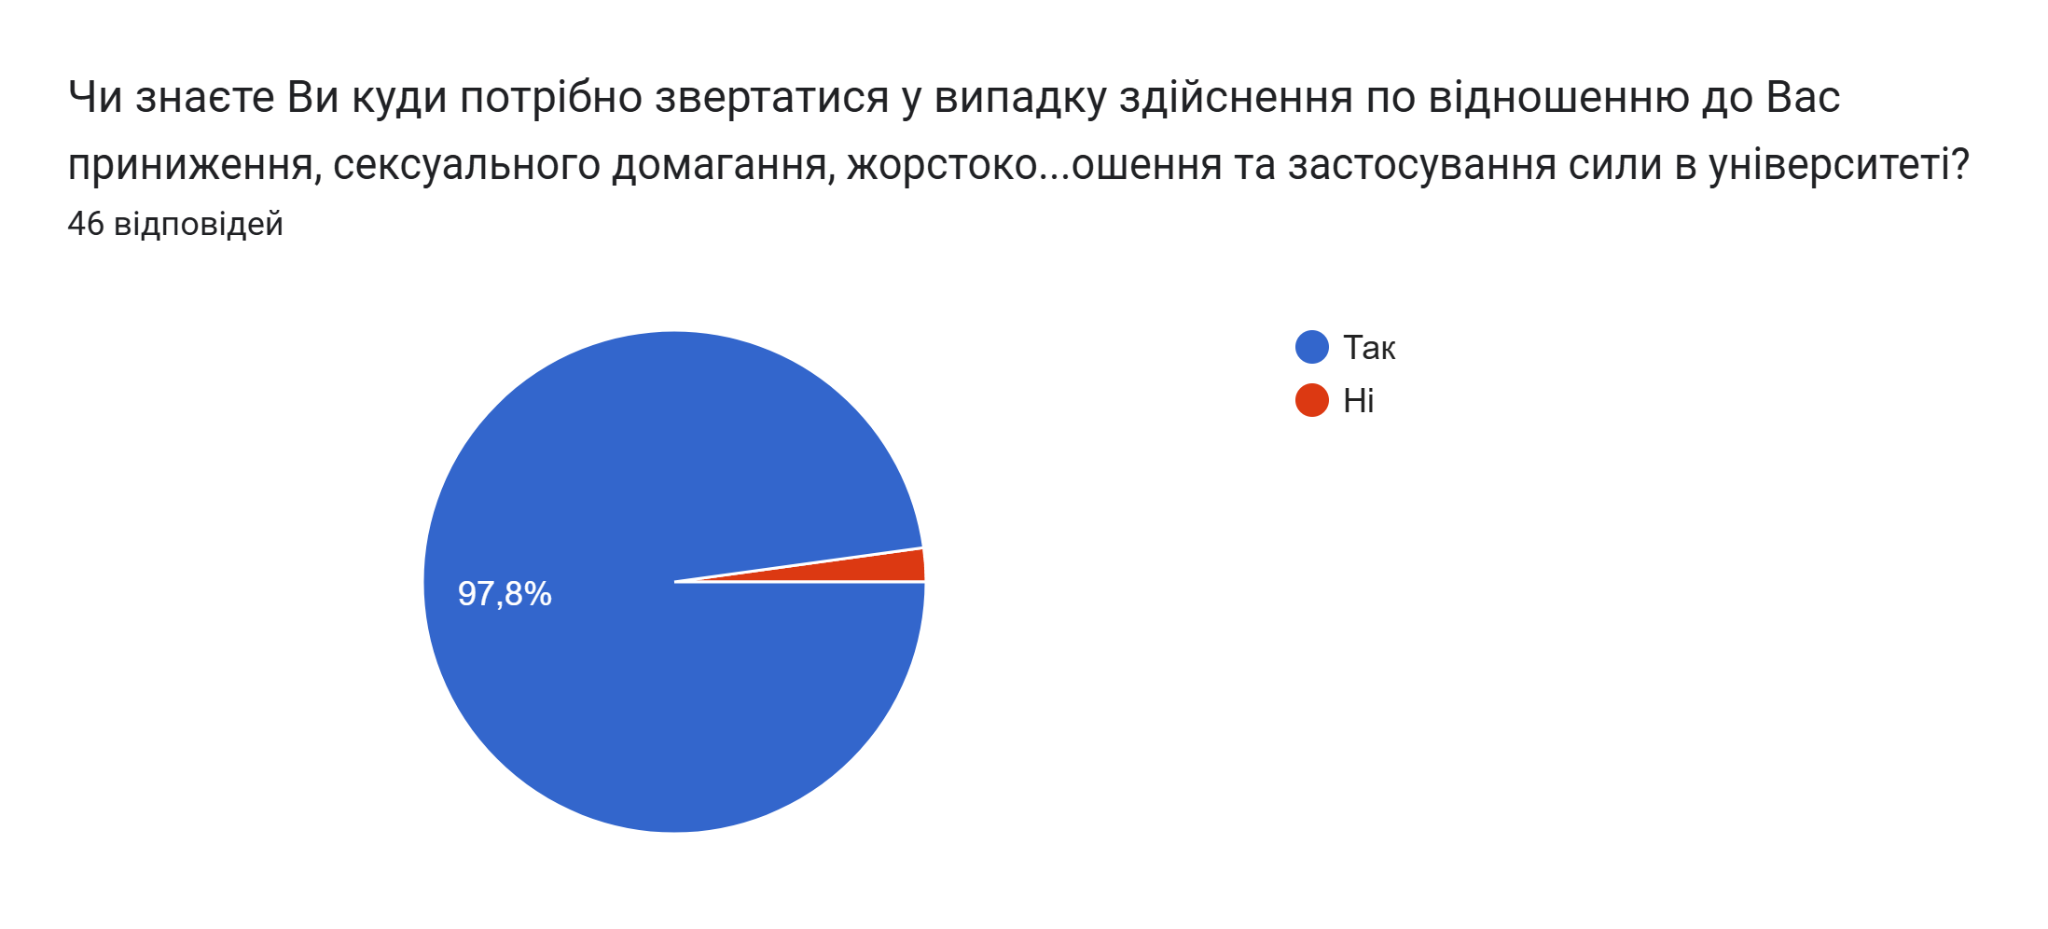 Чи знаєте Ви куди потрібно звертатися у випадку здійснення по відношенню до Вас
приниження, сексуального домагання, жорстоко...ошення та застосування сили в університеті?
46 відповідей
Так
Ні
97,8%